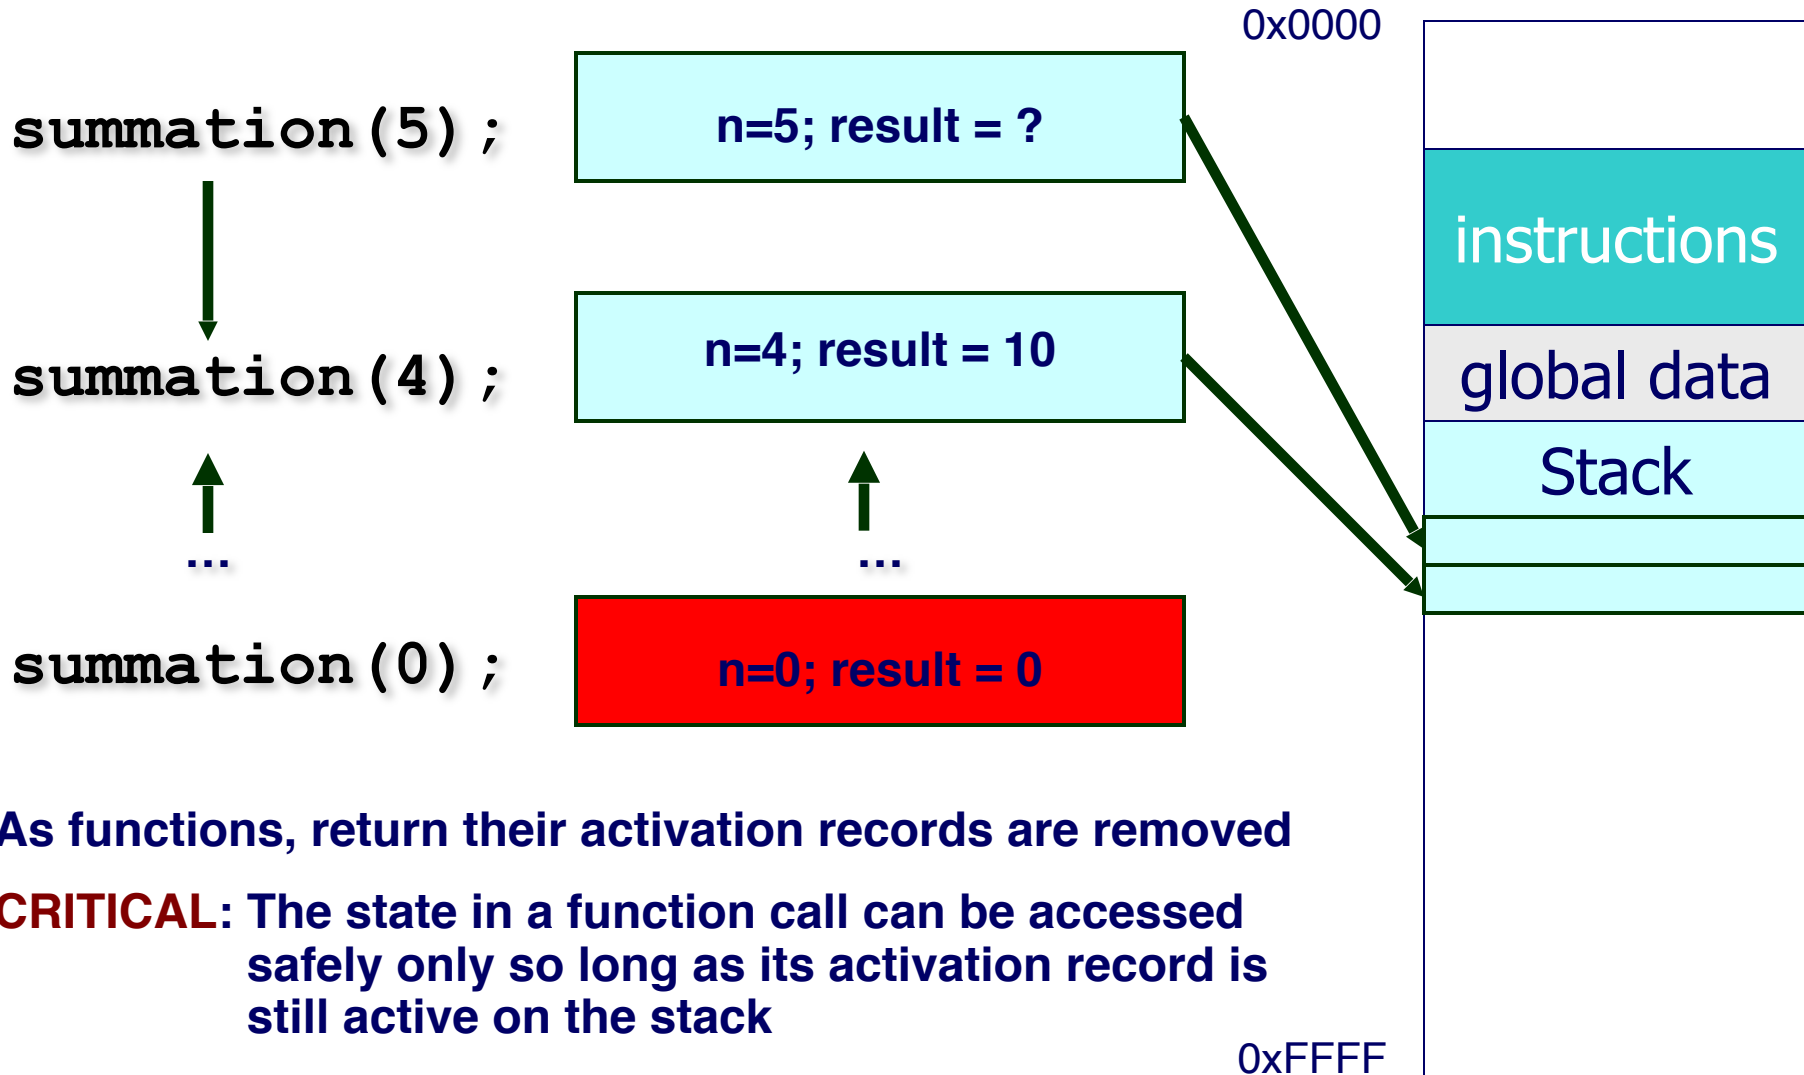 0x0000
summation(5);
n=5; result = ?
instructions
summation(4);
n=4; result = 10
global data
Stack
...
...
summation(0);
n=0; result = 0
As functions, return their activation records are removed
CRITICAL: The state in a function call can be accessed
safely only so long as its activation record is
still active on the stack
0xFFFF